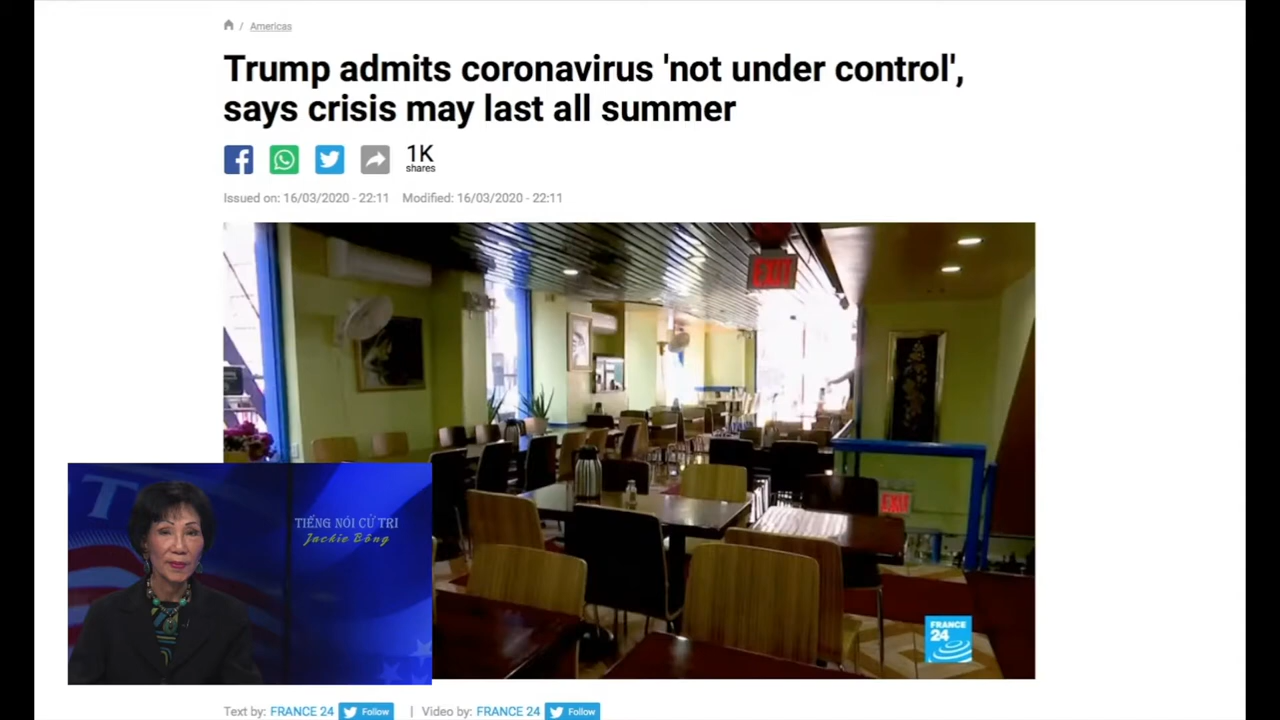 / Americas
Trump admits coronavirus 'not under control',
says crisis may last all summer
1K
shares
Issued on: 16/03/2020 - 22:11 Modified: 16/03/2020 - 22:11
EXIT
EXIT
TIẾNG NÓI CỬ TRI
Jackie Bông
FRANCE
24
Text by: FRANCE 24 Follow | Video by: FRANCE 24 Follow